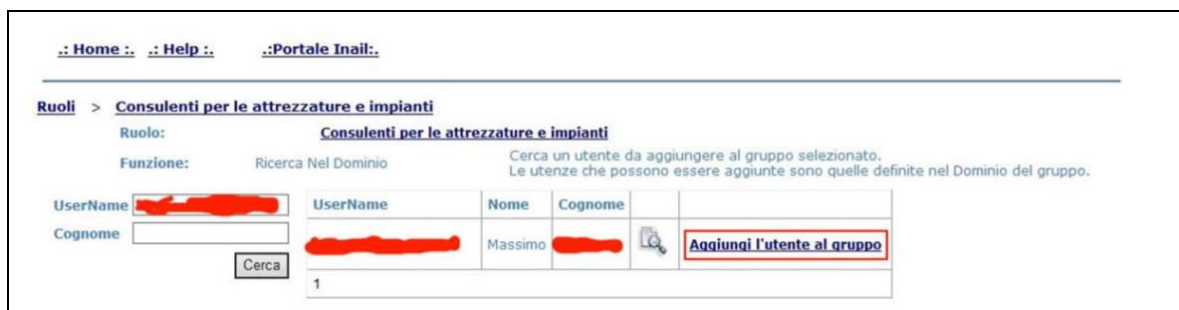 .: Home :. .: Help :. .:Portale Inail:.
Ruoli > Consulenti per le attrezzature e impianti
Ruolo: Consulenti per le attrezzature e impianti
Funzione: Ricerca Nel Dominio Cerca un utente da aggiungere al gruppo selezionato.
Le utenze che possono essere aggiunte sono quelle definite nel Dominio del gruppo.
UserName
Cognome
Cerca
UserName Nome Cognome
Massimo Aggiungi l'utente al gruppo
1